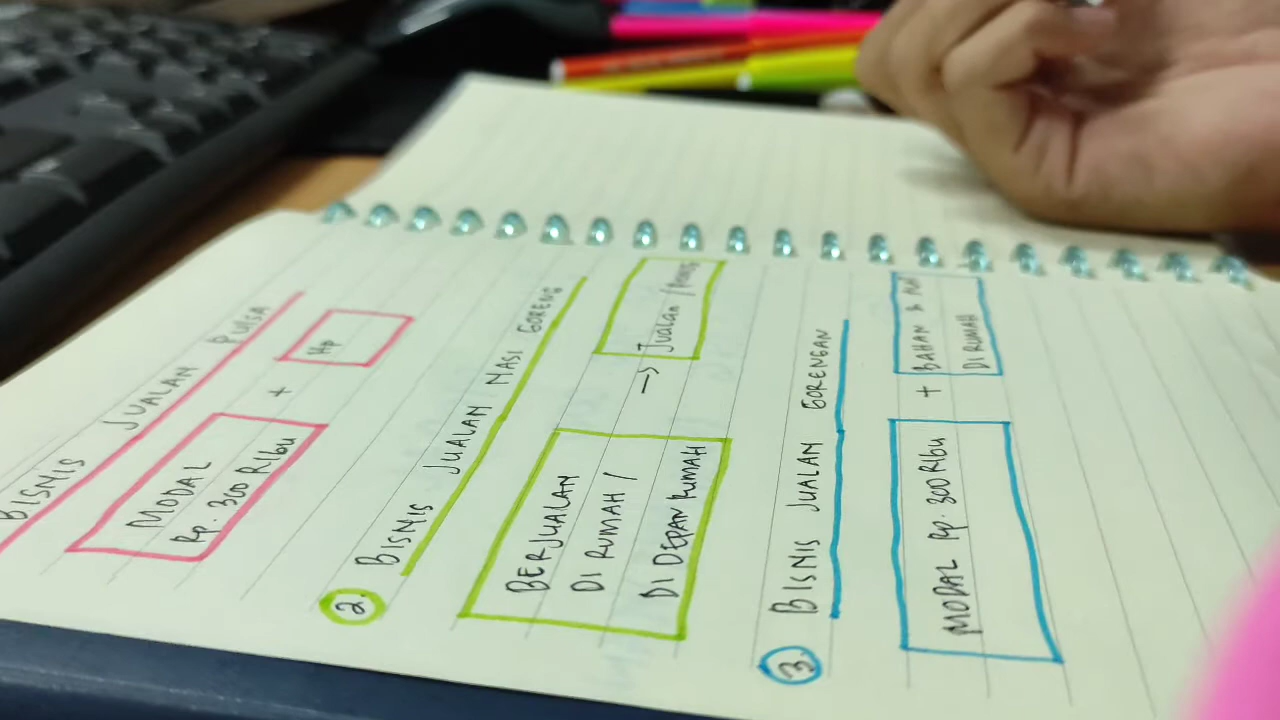 BISNIS JUALAN PULSA
MODAL
Rp. 300 Ribu
+
Hp
2. BISNIS JUALAN NASI GORENG
BERJUALAN
DI RUMAH /
DI DEPAN RUMAH
→ Jualan /
3. BISNIS JUALAN GORENGAN
MODAL Rp. 300 Ribu
+
BAHAN &
DI RUMAH